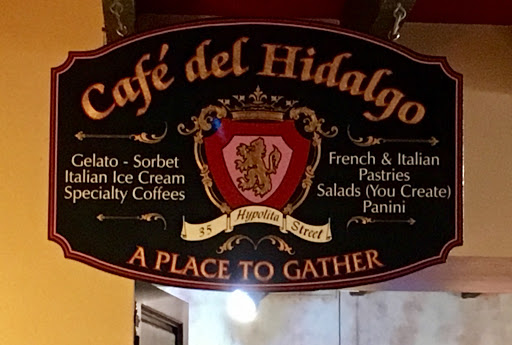 Café del Hidalgo
Gelato - Sorbet
Italian Ice Cream
Specialty Coffees
French & Italian
Pastries
Salads (You Create)
Panini
35 Hypolita Street
A PLACE TO GATHER